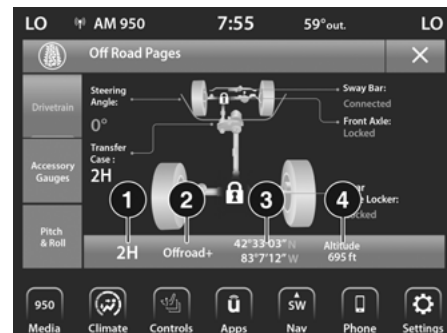 LO AM 950 7:55 59°out. LO
Off Road Pages
Drivetrain
Accessory
Gauges
Pitch
& Roll
Steering
Angle:
0°
Transfer
Case :
2H
Sway Bar:
Connected
Front Axle:
Locked
Locker:
1
2
3
4
2H
Offroad+
42°33'03" N
83°7'12" W
Altitude
695 ft
950
Media
Climate
Controls
û
Apps
SW
Nav
Phone
Settings